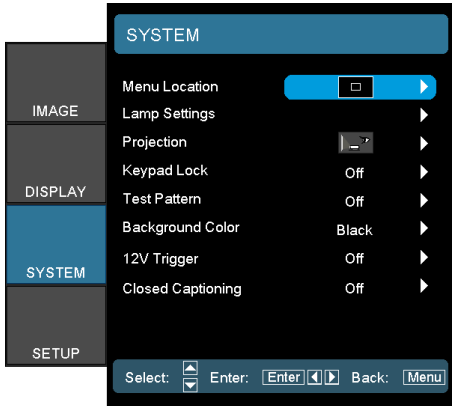 SYSTEM
IMAGE
DISPLAY
SYSTEM
SETUP
Menu Location
Lamp Settings
Projection
Keypad Lock Off
Test Pattern Off
Background Color Black
12V Trigger Off
Closed Captioning Off
Select: Enter: Enter Back: Menu